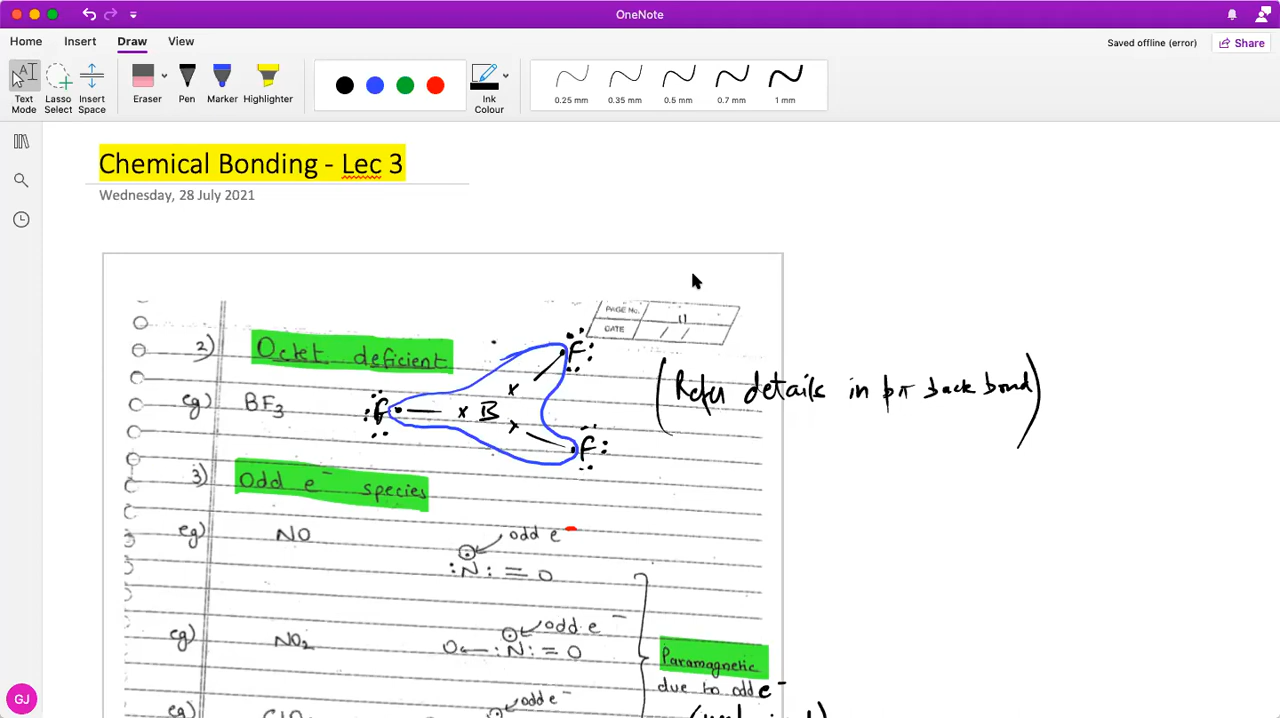 OneNote
Home Insert Draw View
Saved offline (error) Share
Text Mode
Lasso Select
Insert Space
Eraser
Pen
Marker
Highlighter
Ink Colour
0.25 mm
0.35 mm
0.5 mm
0.7 mm
1 mm
Chemical Bonding - Lec 3
Wednesday, 28 July 2021
PAGE No. 11
DATE / /
2) Octet deficient
eg) BF3
F x B x x F F
(Refer details in pπ back bond)
3) Odd e⁻ species
eg) NO
odd e⁻
:N: = O
eg) NO2
odd e⁻
O← :N: = O
Paramagnetic
due to odd e⁻
eg)
odd e⁻
GJ